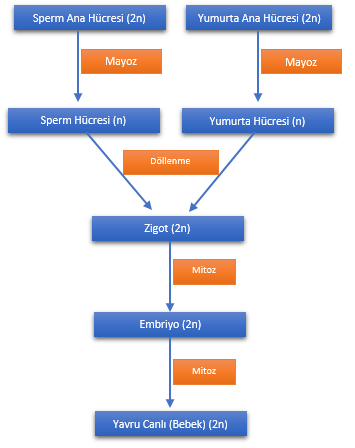 Sperm Ana Hücresi (2n)
Yumurta Ana Hücresi (2n)
Mayoz
Mayoz
Sperm Hücresi (n)
Yumurta Hücresi (n)
Döllenme
Zigot (2n)
Mitoz
Embriyo (2n)
Mitoz
Yavru Canlı (Bebek) (2n)